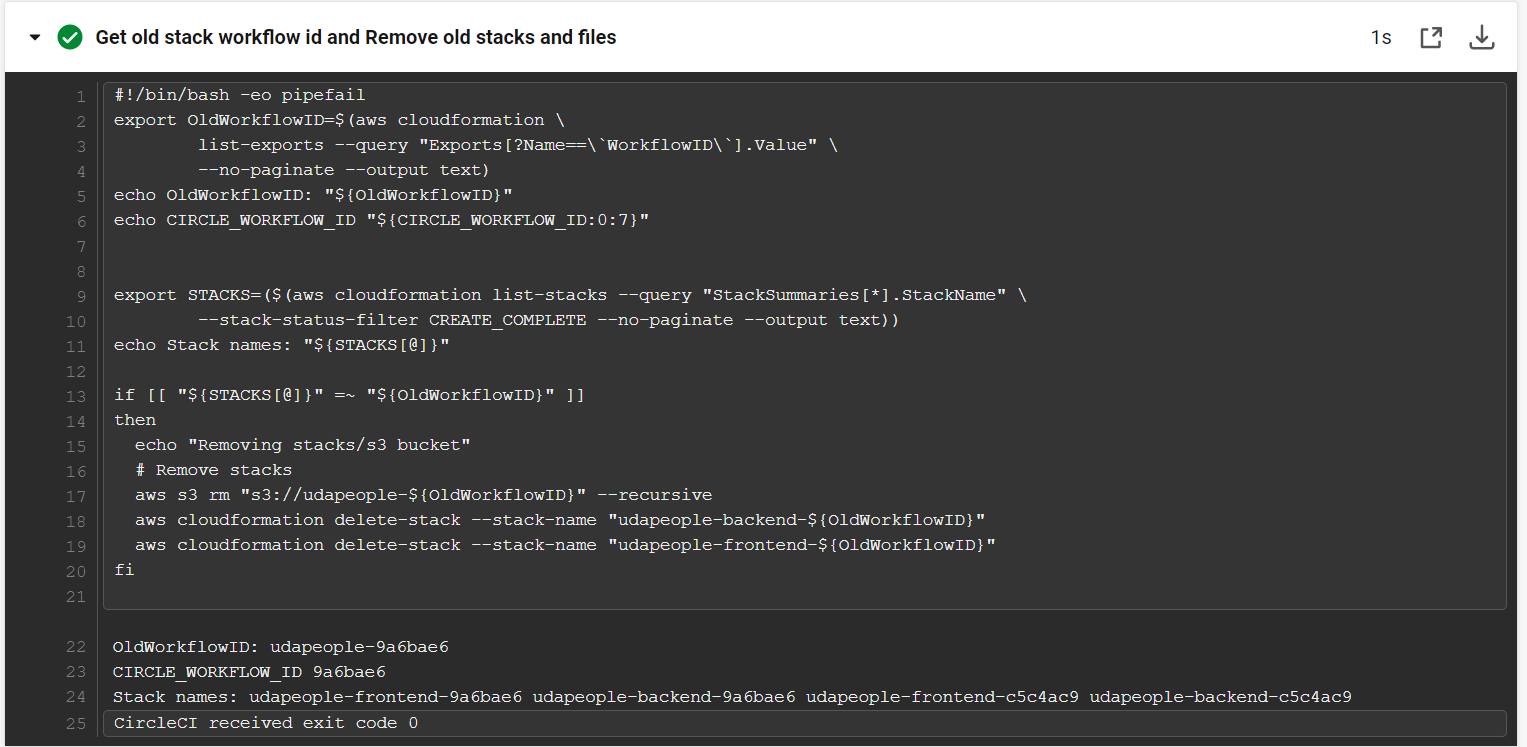 Get old stack workflow id and Remove old stacks and files
1s
1 #!/bin/bash -eo pipefail
2 export OldWorkflowID=$(aws cloudformation \
3         list-exports --query "Exports[?Name==\`WorkflowID\`].Value" \
4         --no-paginate --output text)
5 echo OldWorkflowID: "${OldWorkflowID}"
6 echo CIRCLE_WORKFLOW_ID "${CIRCLE_WORKFLOW_ID:0:7}"
7
8
9 export STACKS=($(aws cloudformation list-stacks --query "StackSummaries[*].StackName" \
10         --stack-status-filter CREATE_COMPLETE --no-paginate --output text))
11 echo Stack names: "${STACKS[@]}"
12
13 if [[ "${STACKS[@]}" =~ "${OldWorkflowID}" ]]
14 then
15   echo "Removing stacks/s3 bucket"
16   # Remove stacks
17   aws s3 rm "s3://udapeople-${OldWorkflowID}" --recursive
18   aws cloudformation delete-stack --stack-name "udapeople-backend-${OldWorkflowID}"
19   aws cloudformation delete-stack --stack-name "udapeople-frontend-${OldWorkflowID}"
20 fi
21
22 OldWorkflowID: udapeople-9a6bae6
23 CIRCLE_WORKFLOW_ID 9a6bae6
24 Stack names: udapeople-frontend-9a6bae6 udapeople-backend-9a6bae6 udapeople-frontend-c5c4ac9 udapeople-backend-c5c4ac9
25 CircleCI received exit code 0